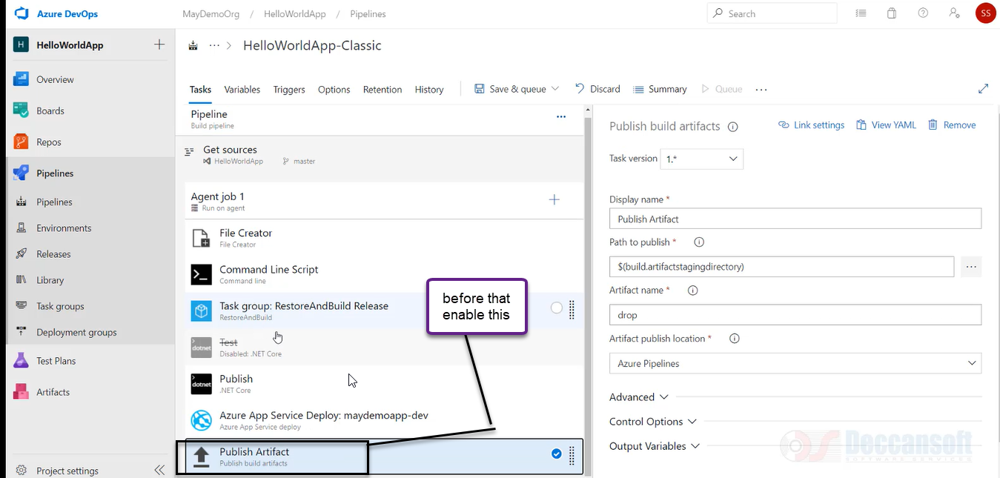 Azure DevOps
MayDemoOrg / HelloWorldApp / Pipelines
Search
SS
H HelloWorldApp
Overview
Boards
Repos
Pipelines
Pipelines
Environments
Releases
Library
Task groups
Deployment groups
Test Plans
Artifacts
Project settings
··· > HelloWorldApp-Classic
Tasks Variables Triggers Options Retention History Save & queue Discard Summary Queue ···
Pipeline
Build pipeline
Get sources
HelloWorldApp master
Agent job 1
Run on agent
File Creator
File Creator
Command Line Script
Command line
Task group: RestoreAndBuild Release
RestoreAndBuild
dotnet
Test
Disabled: .NET Core
dotnet
Publish
.NET Core
Azure App Service Deploy: maydemoapp-dev
Azure App Service deploy
Publish Artifact
Publish build artifacts
before that
enable this
Publish build artifacts Link settings View YAML Remove
Task version 1.*
Display name *
Publish Artifact
Path to publish *
$(build.artifactstagingdirectory)
Artifact name *
drop
Artifact publish location *
Azure Pipelines
Advanced
Control Options
Output Variables
Deccansoft
SOFTWARE SERVICES